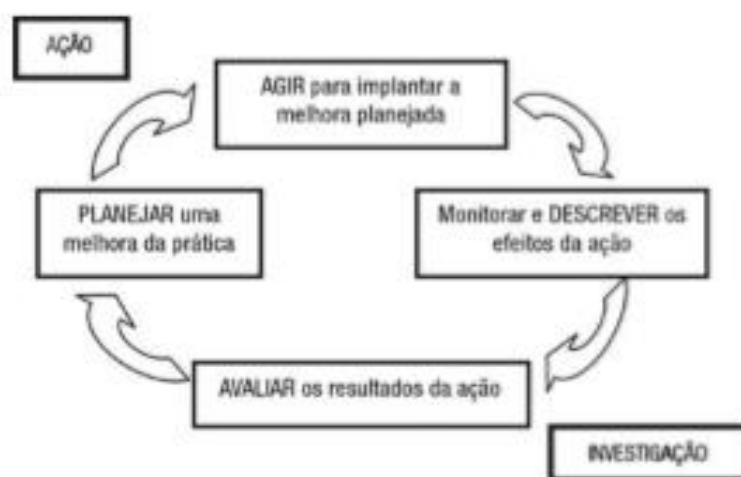 AÇÃO
AGIR para implantar a
melhora planejada
PLANEJAR uma
melhora da prática
Monitorar e DESCREVER os
efeitos da ação
AVALIAR os resultados da ação
INVESTIGAÇÃO